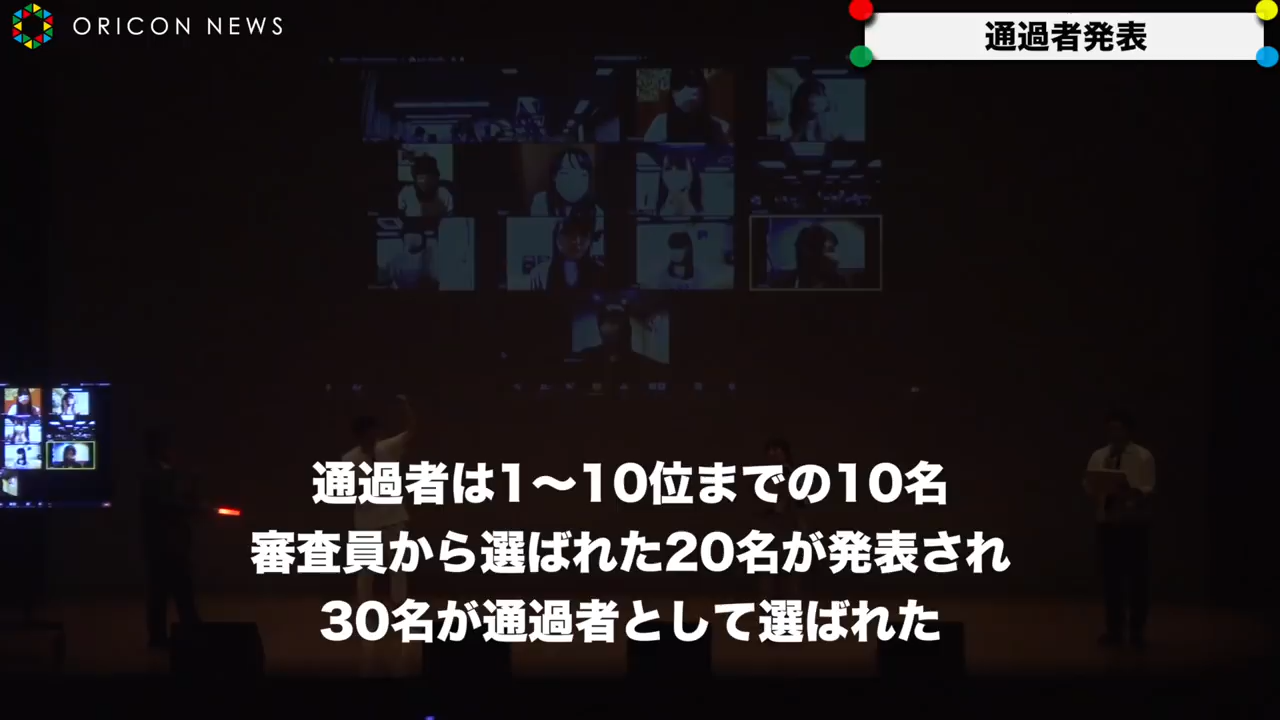 ORICON NEWS
通過者発表
通過者は1〜10位までの10名
審査員から選ばれた20名が発表され
30名が通過者として選ばれた